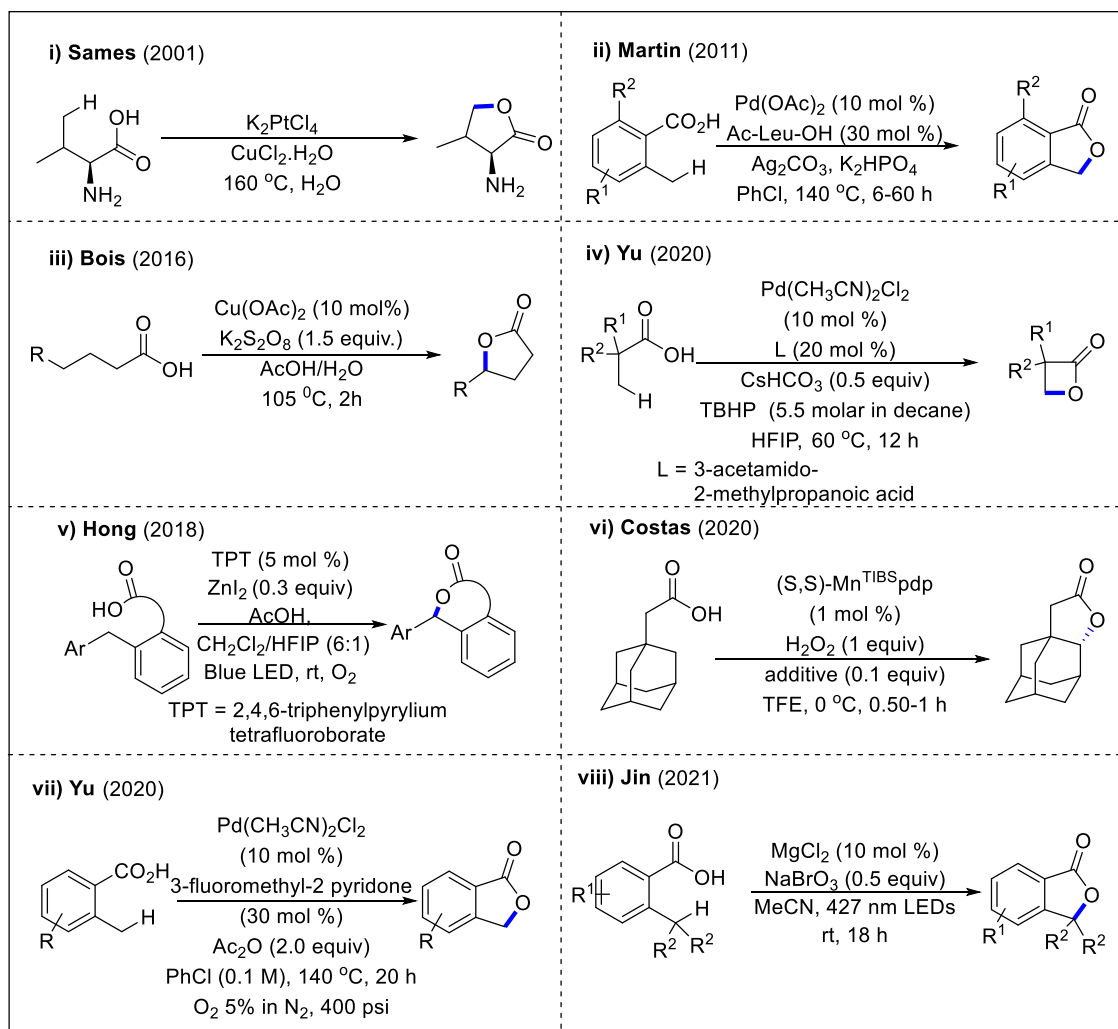 i) Sames (2001)
H
OH
O
NH2
K2PtCl4
CuCl2.H2O
160 oC, H2O
O
O
NH2
ii) Martin (2011)
R2
CO2H
H
R1
Pd(OAc)2 (10 mol %)
Ac-Leu-OH (30 mol %)
Ag2CO3, K2HPO4
PhCl, 140 oC, 6-60 h
R2
O
O
R1
iii) Bois (2016)
O
R
OH
Cu(OAc)2 (10 mol%)
K2S2O8 (1.5 equiv.)
AcOH/H2O
105 0C, 2h
O
O
R
iv) Yu (2020)
R1
O
R2
OH
H
Pd(CH3CN)2Cl2
(10 mol %)
L (20 mol %)
CsHCO3 (0.5 equiv)
TBHP (5.5 molar in decane)
HFIP, 60 oC, 12 h
L = 3-acetamido-
2-methylpropanoic acid
R1
O
R2
O
v) Hong (2018)
O
HO
Ar
TPT (5 mol %)
ZnI2 (0.3 equiv)
AcOH,
CH2Cl2/HFIP (6:1)
Blue LED, rt, O2
TPT = 2,4,6-triphenylpyrylium
tetrafluoroborate
O
O
Ar
vi) Costas (2020)
O
OH
(S,S)-MnTIBSpdp
(1 mol %)
H2O2 (1 equiv)
additive (0.1 equiv)
TFE, 0 oC, 0.50-1 h
O
O
vii) Yu (2020)
CO2H
H
R
Pd(CH3CN)2Cl2
(10 mol %)
3-fluoromethyl-2 pyridone
(30 mol %)
Ac2O (2.0 equiv)
PhCl (0.1 M), 140 oC, 20 h
O2 5% in N2, 400 psi
O
O
R
viii) Jin (2021)
O
OH
R1
H
R2
R2
MgCl2 (10 mol %)
NaBrO3 (0.5 equiv)
MeCN, 427 nm LEDs
rt, 18 h
O
O
R1
R2
R2